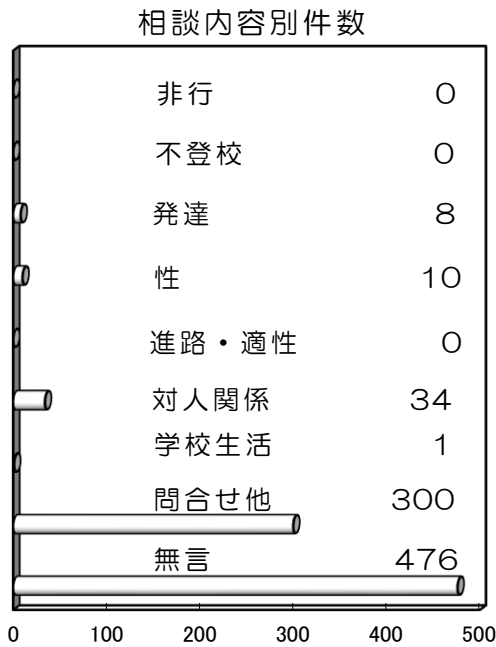 相談内容別件数
非行 0
不登校 0
発達 8
性 10
進路・適性 0
対人関係 34
学校生活 1
問合せ他 300
無言 476
0 100 200 300 400 500